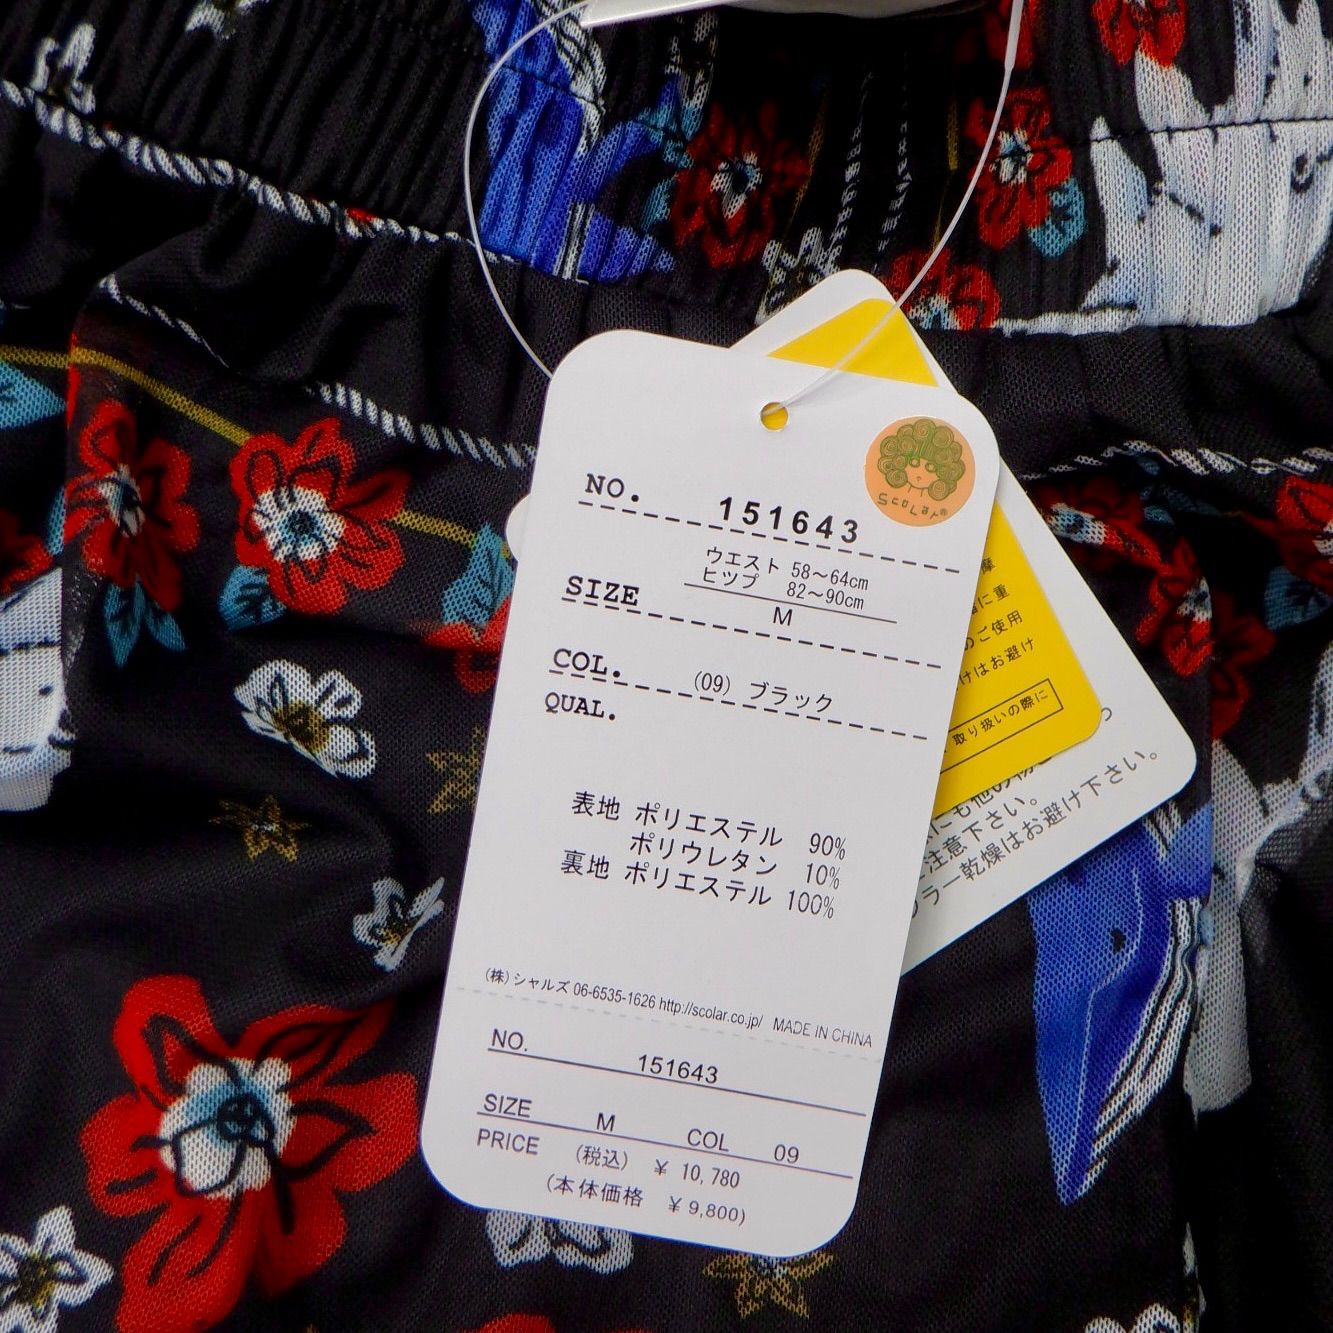 NO. 151643
scolar®
SIZE
ウエスト 58～64cm
ヒップ 82～90cm
M
COL. (09) ブラック
QUAL.
表地 ポリエステル 90%
ポリウレタン 10%
裏地 ポリエステル 100%
(株)シャルズ 06-6535-1626 http://scolar.co.jp/ MADE IN CHINA
NO. 151643
SIZE M COL 09
PRICE (税込) ¥ 10,780
(本体価格 ¥ 9,800)
に重
のご使用
けはお避け
取り扱いの際に
にも他の
注意下さい。
ラー乾燥はお避け下さい。